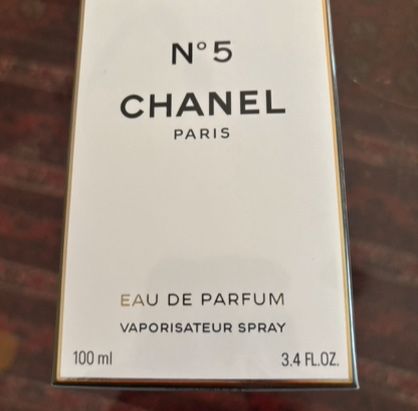 N°5
CHANEL
PARIS
EAU DE PARFUM
VAPORISATEUR SPRAY
100 ml 3.4 FL.OZ.